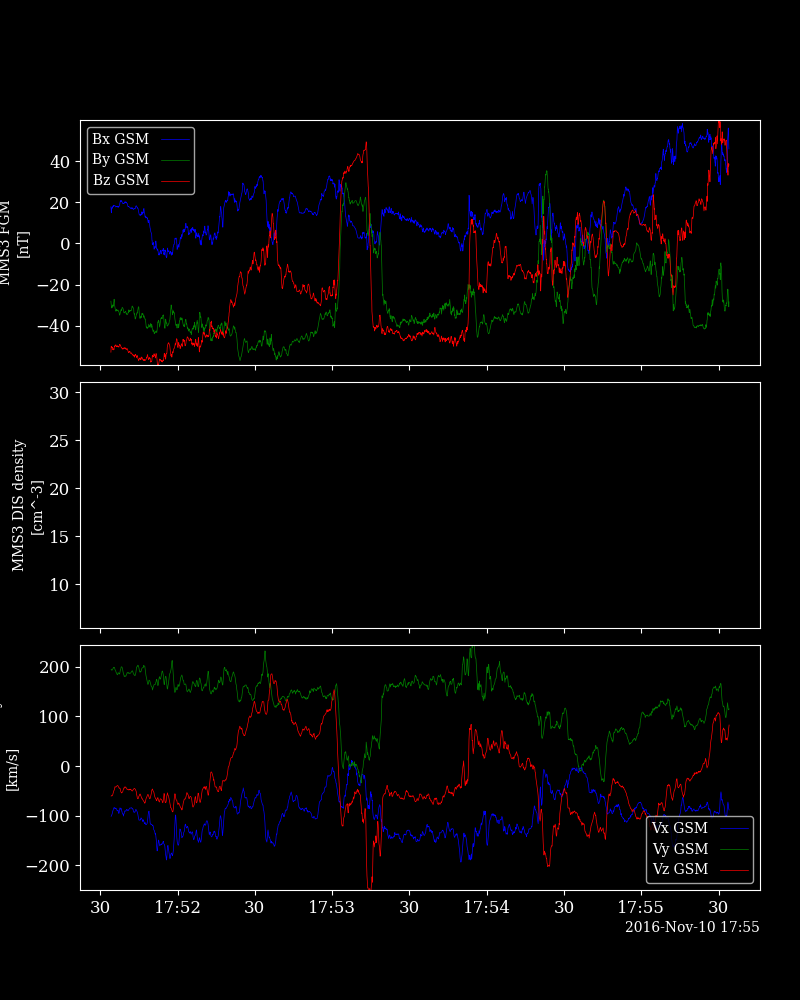 Bx GSM
By GSM
Bz GSM
40
20
0
−20
−40
MMS3 FGM
[nT]
30
25
20
15
10
MMS3 DIS density
[cm^-3]
200
100
0
−100
−200
[km/s]
Vx GSM
Vy GSM
Vz GSM
30
17:52
30
17:53
30
17:54
30
17:55
30
2016-Nov-10 17:55